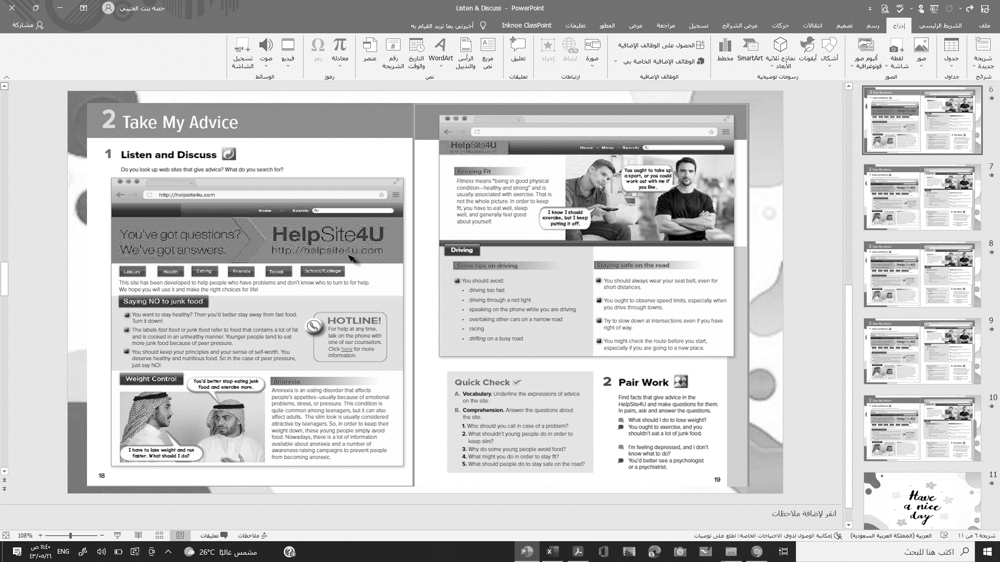 حصه بنت العتيبي
Listen & Discuss - PowerPoint
ملف
الشريط الرئيسي
إدراج
رسم
تصميم
انتقالات
حركات
عرض الشرائح
تسجيل
مراجعة
عرض
المطور
تعليمات
Inknoe ClassPoint
أخبرني بما تريد القيام به
مشاركة
شريحة جديدة
شرائح
جدول
جداول
صور
لقطة شاشة
ألبوم صور فوتوغرافية
الصور
أشكال
أيقونات
نماذج ثلاثية الأبعاد
SmartArt
مخطط
رسومات توضيحية
الحصول على الوظائف الإضافية
الوظائف الإضافية الخاصة بي
الوظائف الإضافية
صورة
ارتباط
إجراء
ارتباطات
تعليق
تعليقات
مربع نص
الرأس والتذييل
WordArt
التاريخ والوقت
رقم الشريحة
عنصر
نص
معادلة
رمز
رموز
فيديو
صوت
تسجيل الشاشة
الوسائط
2 Take My Advice
1 Listen and Discuss
Do you look up web sites that give advice? What do you search for?
http://helpsite4u.com
Home
Search:
You've got questions?
We've got answers.
HelpSite4U
http://helpsite4u.com
Leisure
Health
Eating
Friends
Travel
School/College
This site has been developed to help people who have problems and don't know who to turn to for help.
We hope you will use it and make the right choices for life!
Saying NO to junk food
You want to stay healthy? Then you'd better stay away from fast food.
Turn it down!
The labels fast food or junk food refer to food that contains a lot of fat
and is cooked in an unhealthy manner. Younger people tend to eat
more junk food because of peer pressure.
You should keep your principles and your sense of self-worth. You
deserve healthy and nutritious food. So in the case of peer pressure,
just say NO!
HOTLINE!
For help at any time,
talk on the phone with
one of our counselors.
Click here for more
information.
Weight Control
You'd better stop eating junk
food and exercise more.
I have to lose weight and run
faster. What should I do?
Anorexia
Anorexia is an eating disorder that affects
people's appetites—usually because of emotional
problems, stress, or pressure. This condition is
quite common among teenagers, but it can also
affect adults. The slim look is usually considered
attractive by teenagers. So, in order to keep their
weight down, these young people simply avoid
food. Nowadays, there is a lot of information
available about anorexia and a number of
awareness-raising campaigns to prevent people
from becoming anorexic.
18
HelpSite4U
http://helpsite4u.com
Home • Menu • Search:
Keeping Fit
Fitness means "being in good physical
condition—healthy and strong" and is
usually associated with exercise. That is
not the whole picture. In order to keep
fit, you have to eat well, sleep
well, and generally feel good
about yourself.
You ought to take up
a sport, or you could
work out with me if
you like.
I know I should
exercise, but I keep
putting it off.
Driving
Some tips on driving
You should avoid:
• driving too fast
• driving through a red light
• speaking on the phone while you are driving
• overtaking other cars on a narrow road
• racing
• drifting on a busy road
Staying safe on the road
You should always wear your seat belt, even for
short distances.
You ought to observe speed limits, especially when
you drive through towns.
Try to slow down at intersections even if you have
right of way.
You might check the route before you start,
especially if you are going to a new place.
Quick Check
A. Vocabulary. Underline the expressions of advice
on the site.
B. Comprehension. Answer the questions about
the site.
1. Who should you call in case of a problem?
2. What shouldn't young people do in order to
keep slim?
3. Why do some young people avoid food?
4. What might you do in order to stay fit?
5. What should people do to stay safe on the road?
2 Pair Work
Find facts that give advice in the
HelpSite4U and make questions for them.
In pairs, ask and answer the questions.
What should I do to lose weight?
You ought to exercise, and you
shouldn't eat a lot of junk food.
I'm feeling depressed, and I don't
know what to do?
You'd better see a psychologist
or a psychiatrist.
19
6
7
8
9
10
11
Have
a nice
day
انقر لإضافة ملاحظات
شريحة ٦ من ١١
العربية (المملكة العربية السعودية)
إمكانية الوصول لذوي الاحتياجات الخاصة: اطلع على توصيات
ملاحظات
تعليقات
108%
اكتب هنا للبحث
26°C مشمس غالبًا
ENG
١١:٤٠ ص
٤٣/٠٥/١٦